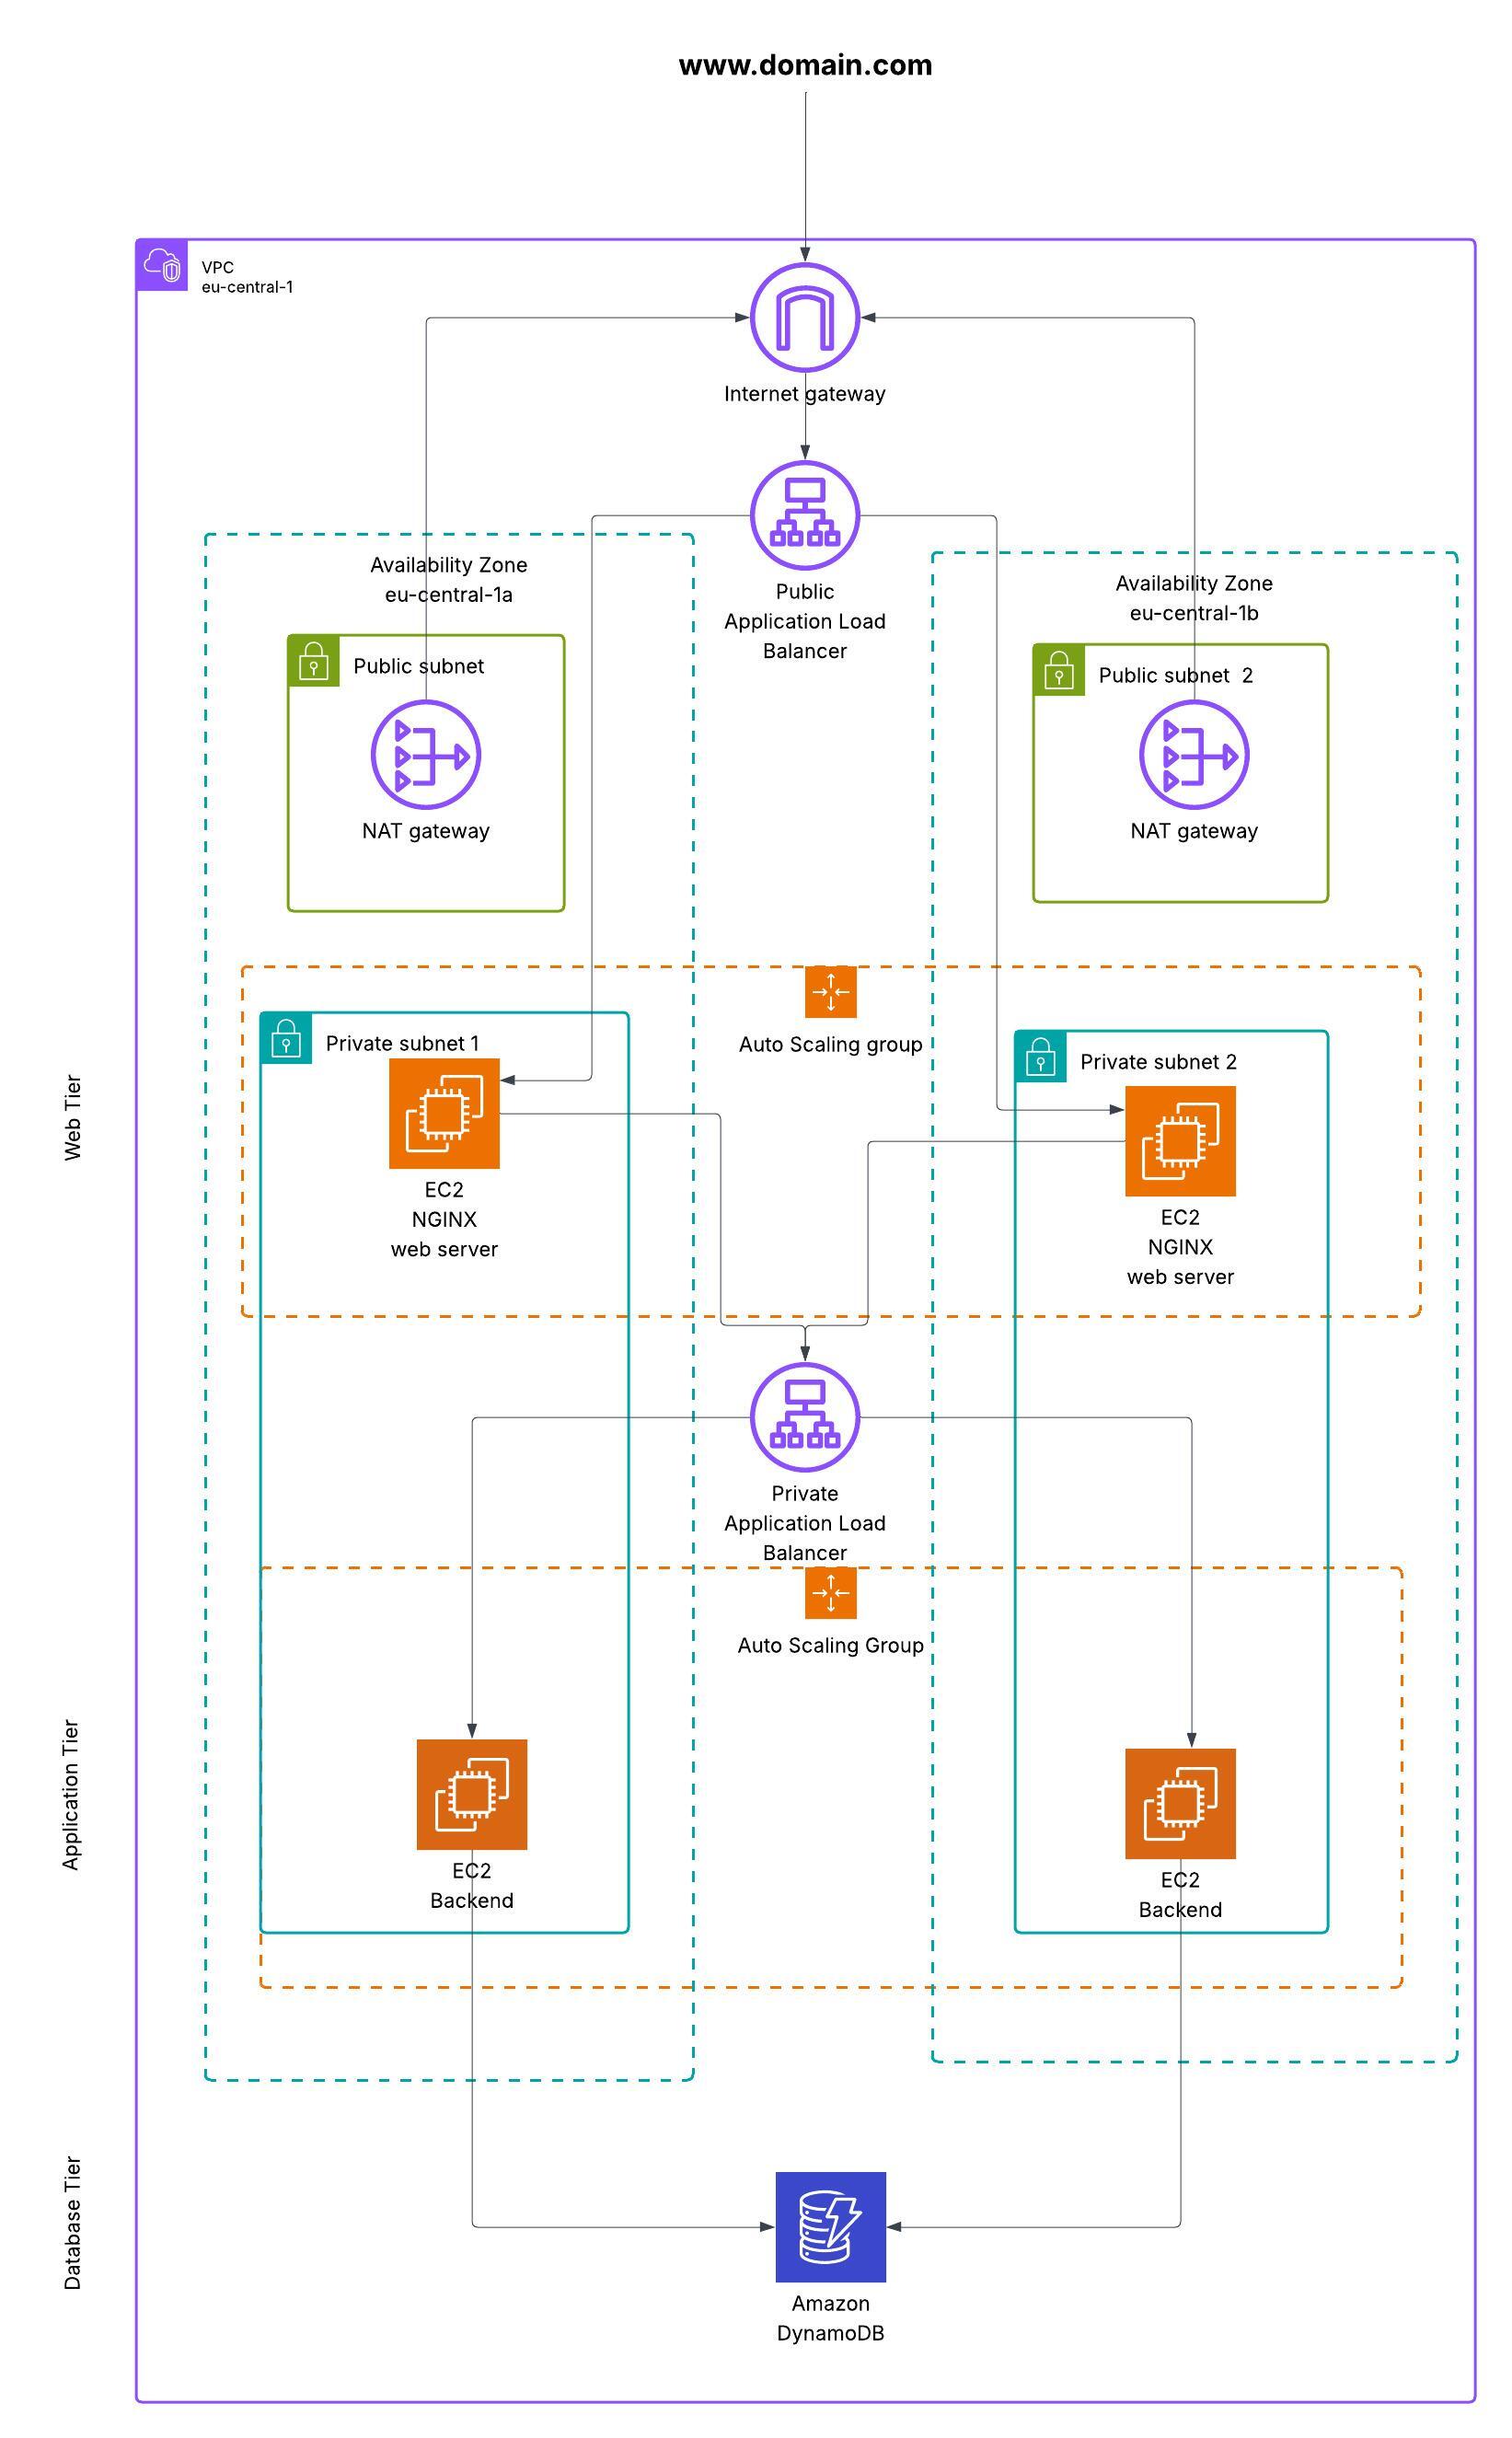 www.domain.com
VPC
eu-central-1
Internet gateway
Public
Application Load
Balancer
Availability Zone
eu-central-1a
Availability Zone
eu-central-1b
Public subnet
Public subnet  2
NAT gateway
NAT gateway
Web Tier
Auto Scaling group
Private subnet 1
Private subnet 2
EC2
NGINX
web server
EC2
NGINX
web server
Private
Application Load
Balancer
Auto Scaling Group
Application Tier
EC2
Backend
EC2
Backend
Database Tier
Amazon
DynamoDB